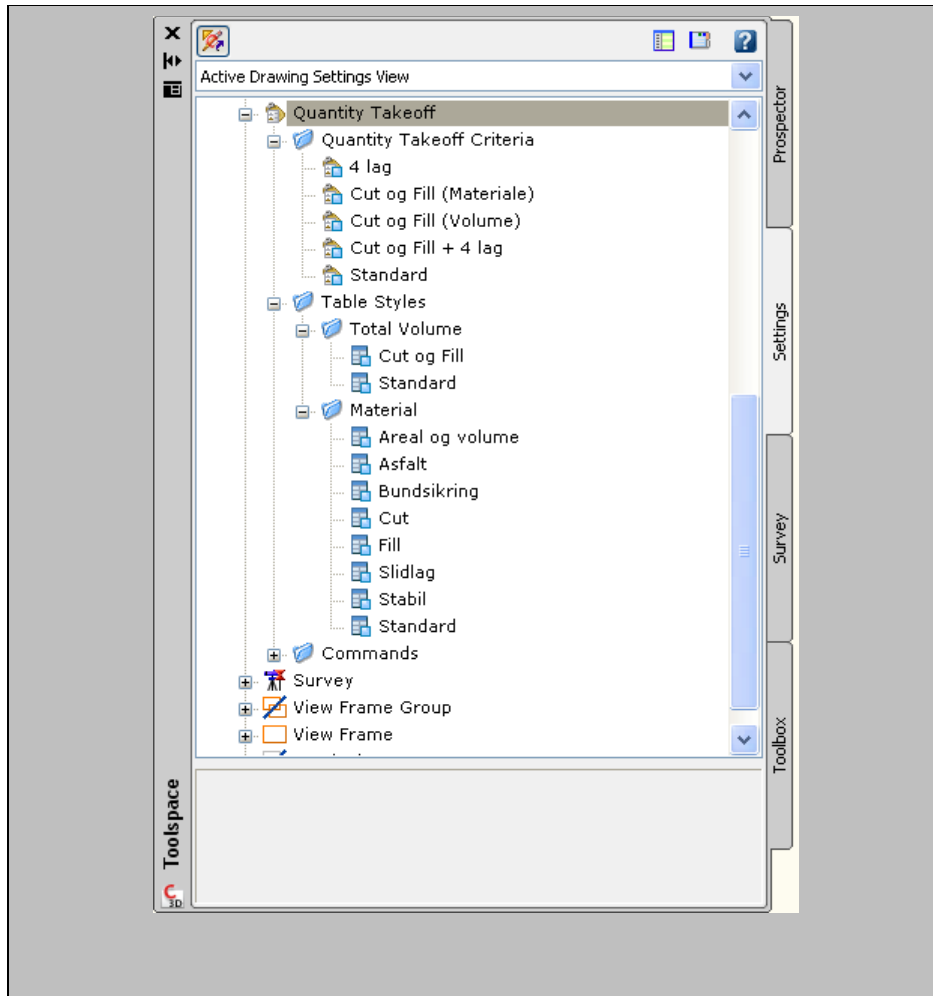 Active Drawing Settings View
Quantity Takeoff
Quantity Takeoff Criteria
4 lag
Cut og Fill (Materiale)
Cut og Fill (Volume)
Cut og Fill + 4 lag
Standard
Table Styles
Total Volume
Cut og Fill
Standard
Material
Areal og volume
Asfalt
Bundsikring
Cut
Fill
Slidlag
Stabil
Standard
Commands
Survey
View Frame Group
View Frame
Prospector
Settings
Survey
Toolbox
Toolspace
C
3D